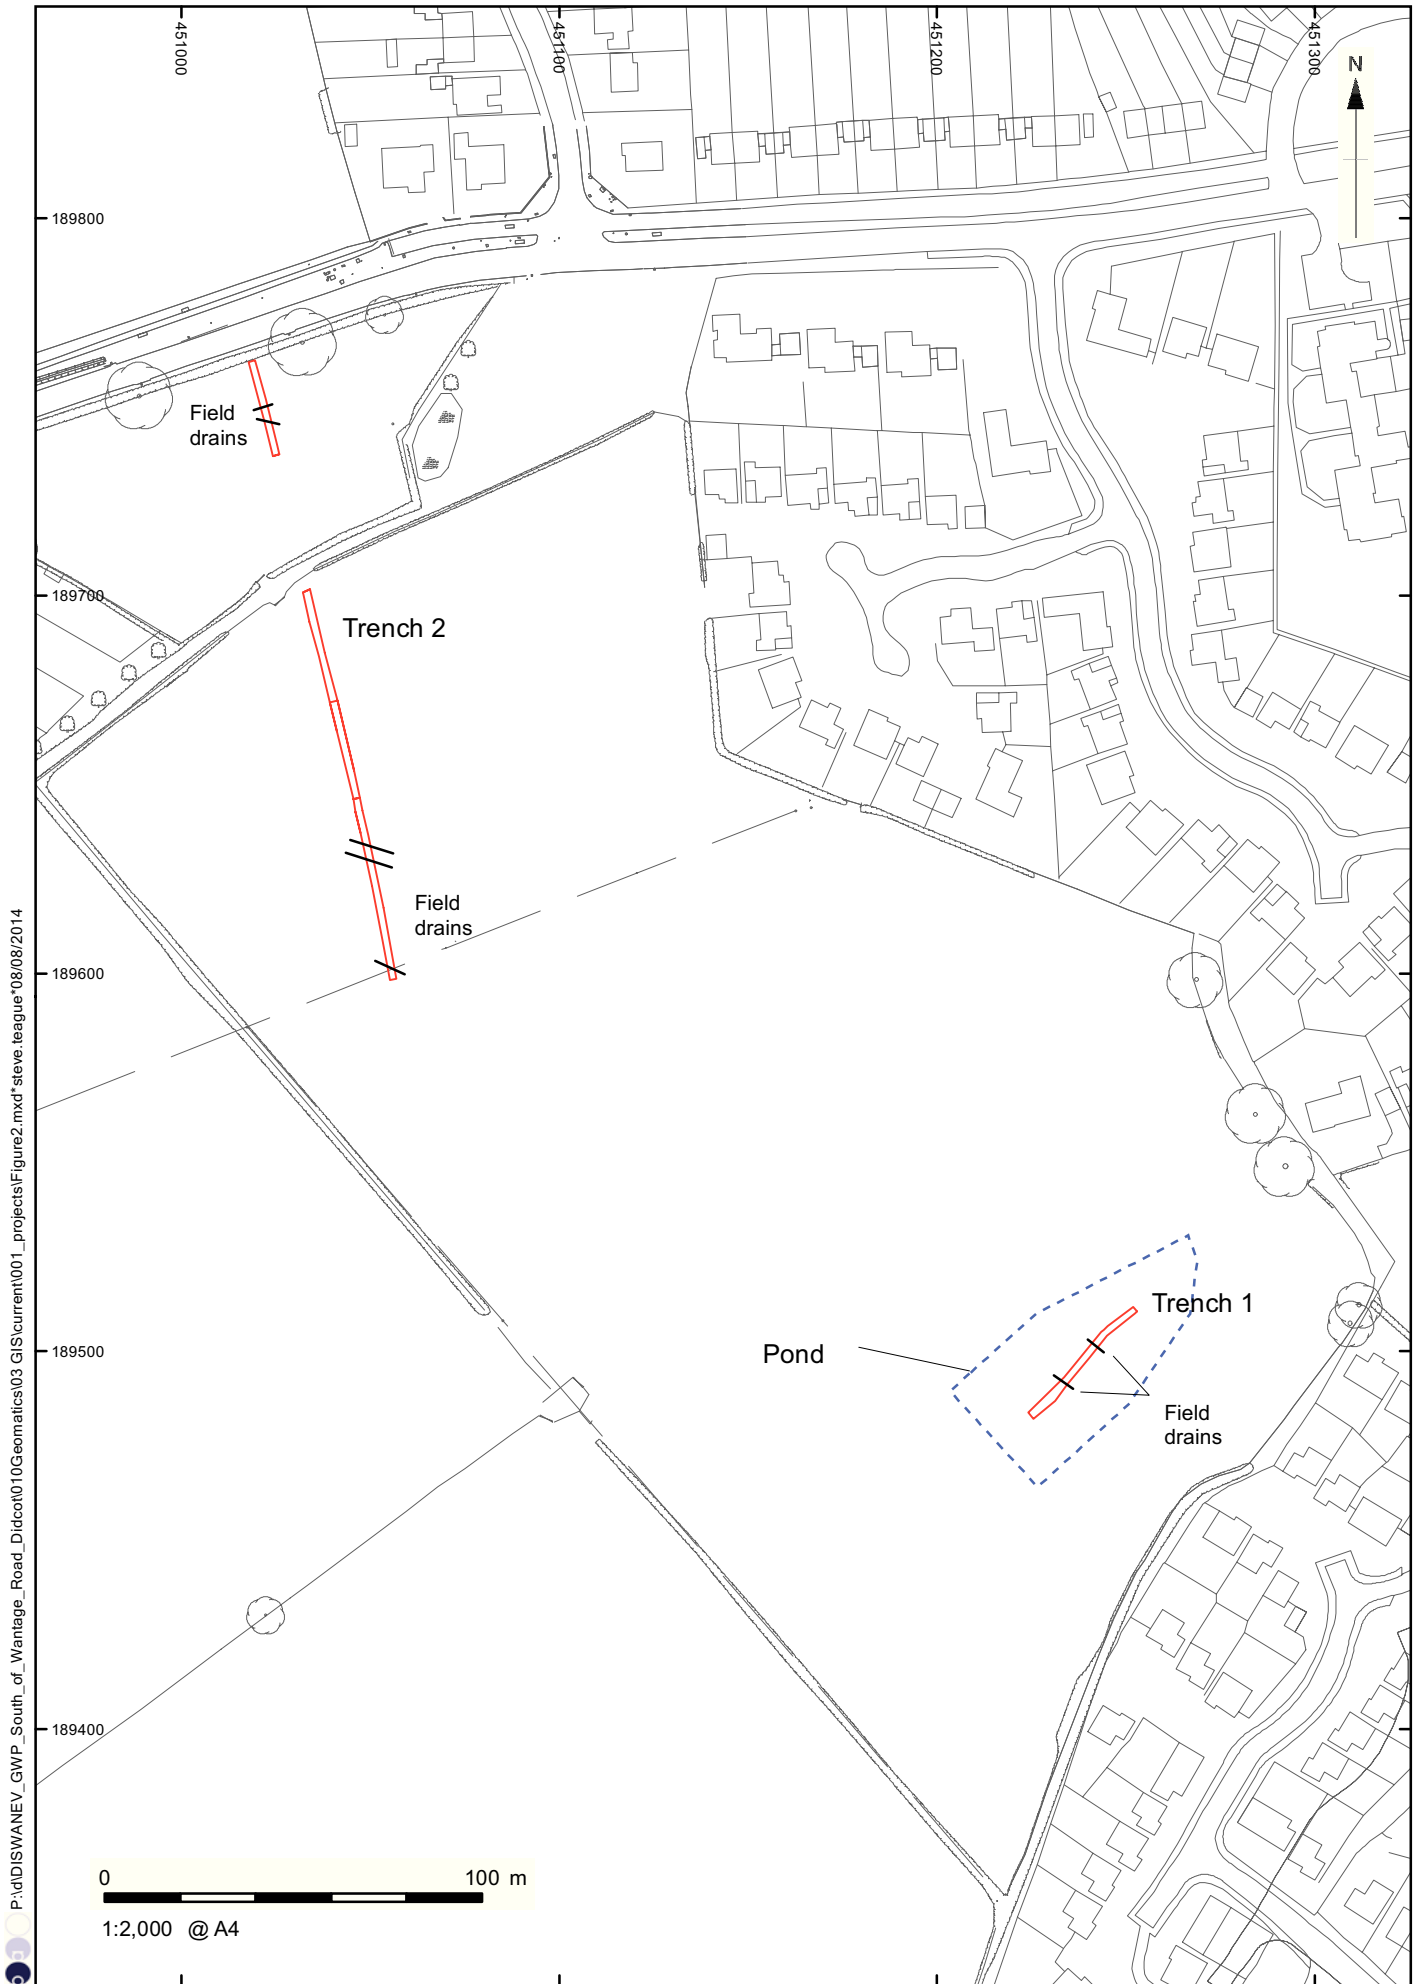 451000
451100
451200
451300
N
189800
Field
drains
189700
Trench 2
Field
drains
189600
Trench 1
189500
Pond
Field
drains
189400
0 100 m
1:2,000 @ A4
P:\d\DISWANEV_GWP_South_of_Wantage_Road_Didcot\010Geomatics\03 GIS\current\001_projects\Figure2.mxd*steve.teague*08/08/2014